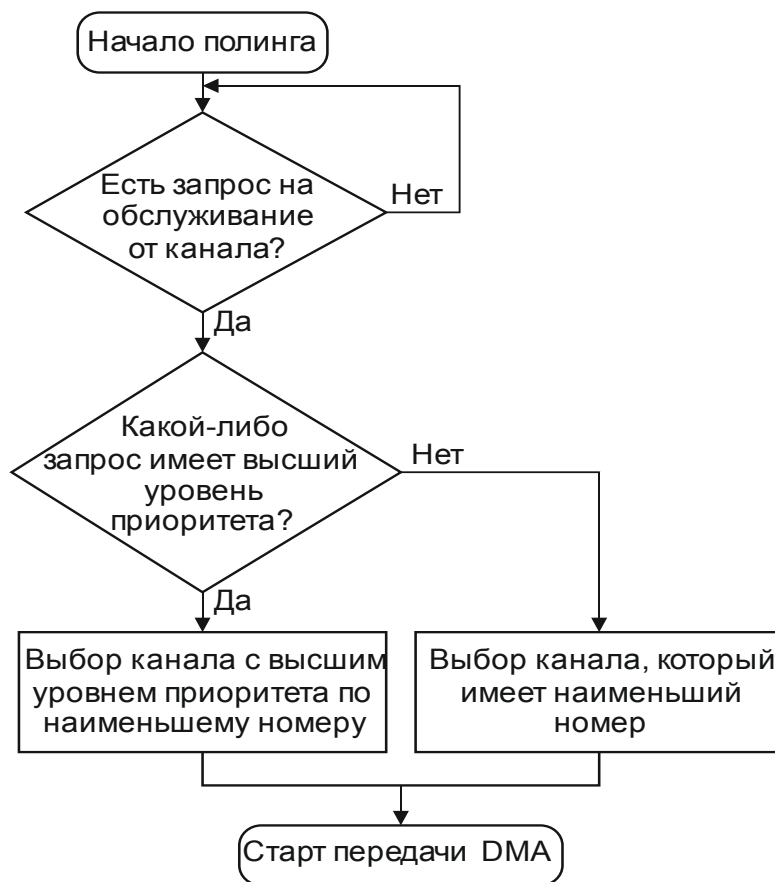 Начало полинга
Есть запрос на
обслуживание
от канала?
Нет
Да
Какой-либо
запрос имеет высший
уровень
приоритета?
Нет
Да
Выбор канала с высшим
уровнем приоритета по
наименьшему номеру
Выбор канала, который
имеет наименьший
номер
Старт передачи DMA